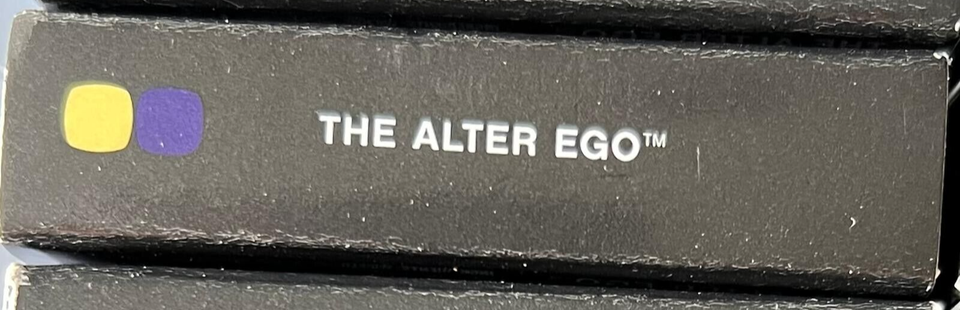 THE ALTER EGO™